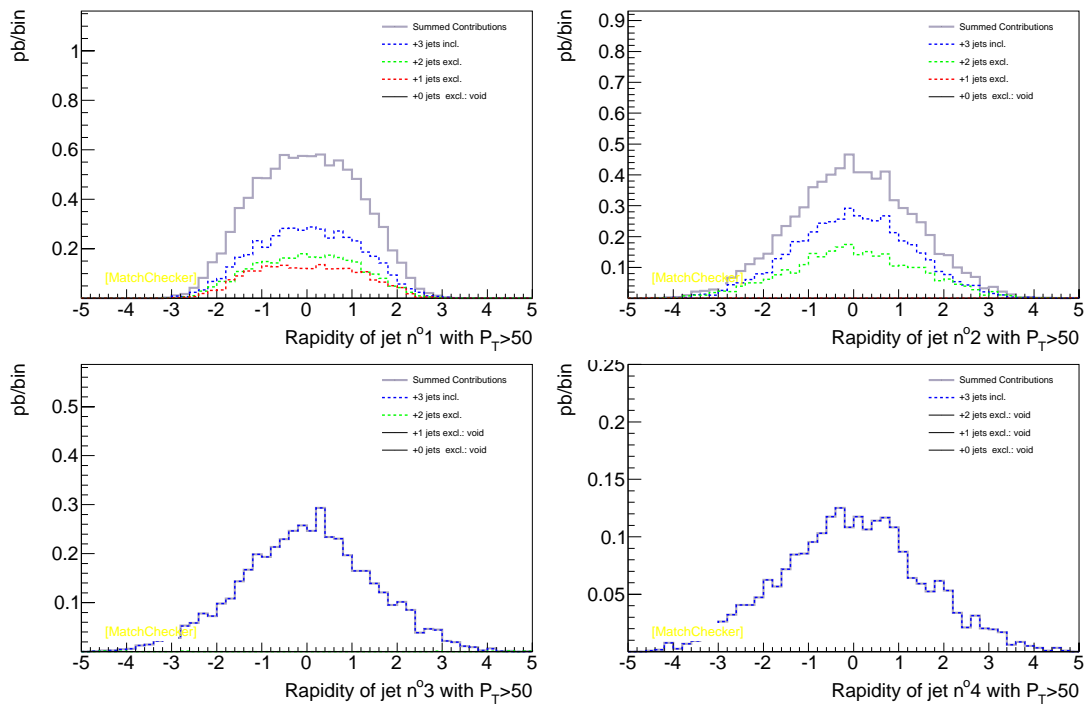 pb/bin
1
0.8
0.6
0.4
0.2
Summed Contributions
+3 jets incl.
+2 jets excl.
+1 jets excl.
+0 jets excl.: void
[MatchChecker]
-5 -4 -3 -2 -1 0 1 2 3 4 5
Rapidity of jet nº1 with P_T>50
pb/bin
0.9
0.8
0.7
0.6
0.5
0.4
0.3
0.2
0.1
Summed Contributions
+3 jets incl.
+2 jets excl.
+1 jets excl.
+0 jets excl.: void
[MatchChecker]
-5 -4 -3 -2 -1 0 1 2 3 4 5
Rapidity of jet nº2 with P_T>50
pb/bin
0.5
0.4
0.3
0.2
0.1
Summed Contributions
+3 jets incl.
+2 jets excl.
+1 jets excl.: void
+0 jets excl.: void
[MatchChecker]
-5 -4 -3 -2 -1 0 1 2 3 4 5
Rapidity of jet nº3 with P_T>50
pb/bin
0.25
0.2
0.15
0.1
0.05
Summed Contributions
+3 jets incl.
+2 jets excl.: void
+1 jets excl.: void
+0 jets excl.: void
[MatchChecker]
-5 -4 -3 -2 -1 0 1 2 3 4 5
Rapidity of jet nº4 with P_T>50